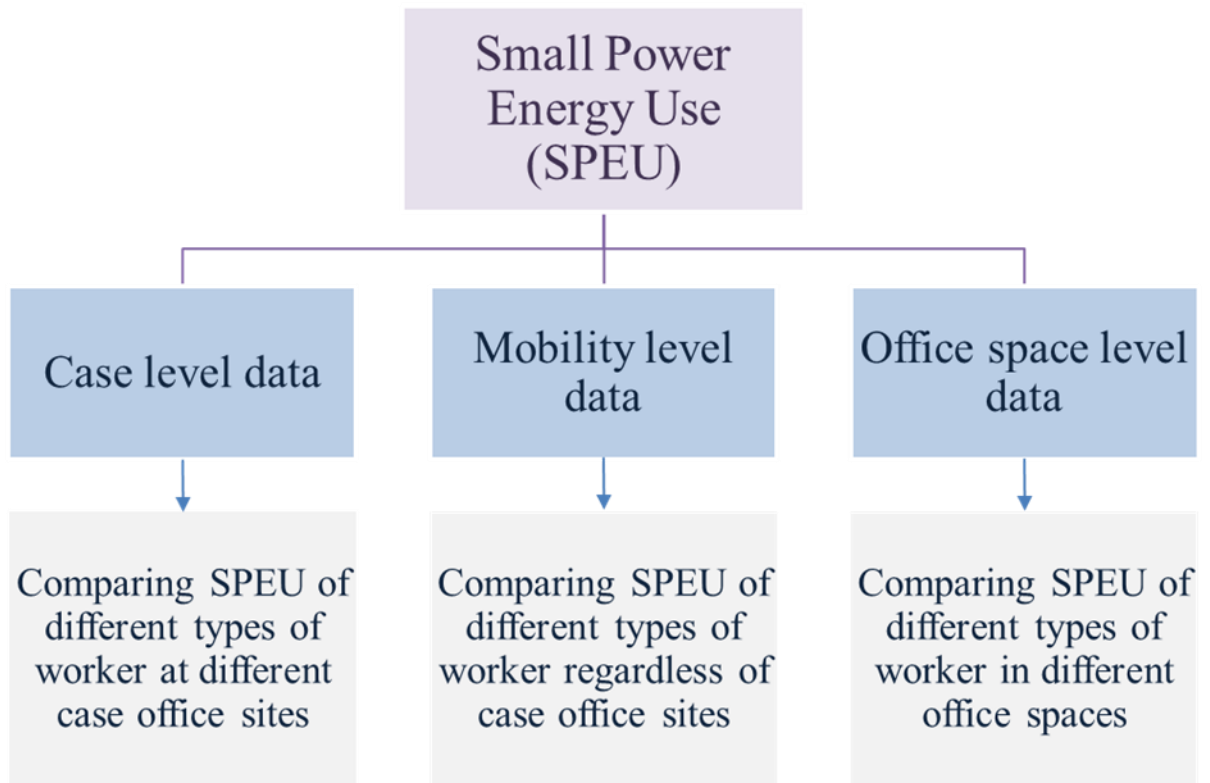 Small Power
Energy Use
(SPEU)
Case level data
Mobility level
data
Office space level
data
Comparing SPEU of
different types of
worker at different
case office sites
Comparing SPEU of
different types of
worker regardless of
case office sites
Comparing SPEU of
different types of
worker in different
office spaces